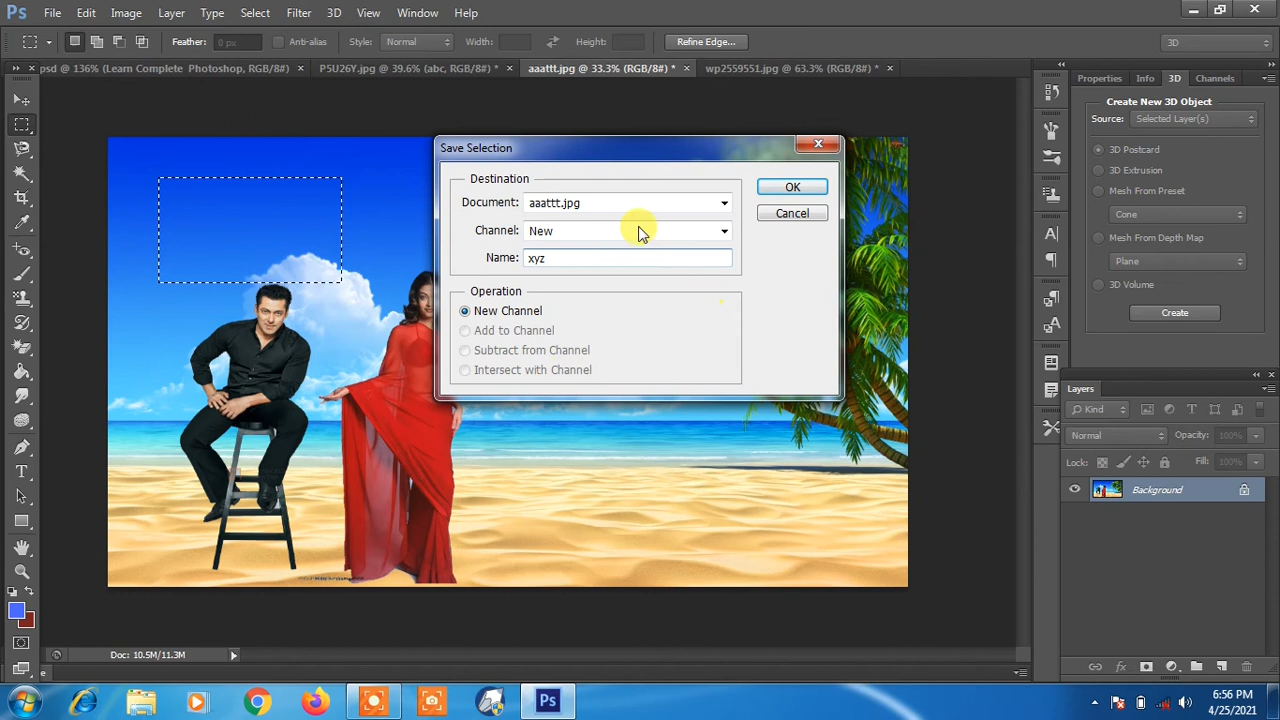 Ps File Edit Image Layer Type Select Filter 3D View Window Help
Feather: 0 px Anti-alias Style: Normal Width: Height: Refine Edge... 3D
psd @ 136% (Learn Complete Photoshop, RGB/8#) × P5U26Y.jpg @ 39.6% (abc, RGB/8#) * × aaattt.jpg @ 33.3% (RGB/8#) * × wp2559551.jpg @ 63.3% (RGB/8#) * ×
Save Selection
Destination
Document: aaattt.jpg
Channel: New
Name: xyz
OK
Cancel
Operation
New Channel
Add to Channel
Subtract from Channel
Intersect with Channel
Properties Info 3D Channels
Create New 3D Object
Source: Selected Layer(s)
3D Postcard
3D Extrusion
Mesh From Preset
Cone
Mesh From Depth Map
Plane
3D Volume
Create
Layers
Kind
Normal Opacity: 100%
Lock: Fill: 100%
Background
Doc: 10.5M/11.3M
Ps
6:56 PM
4/25/2021